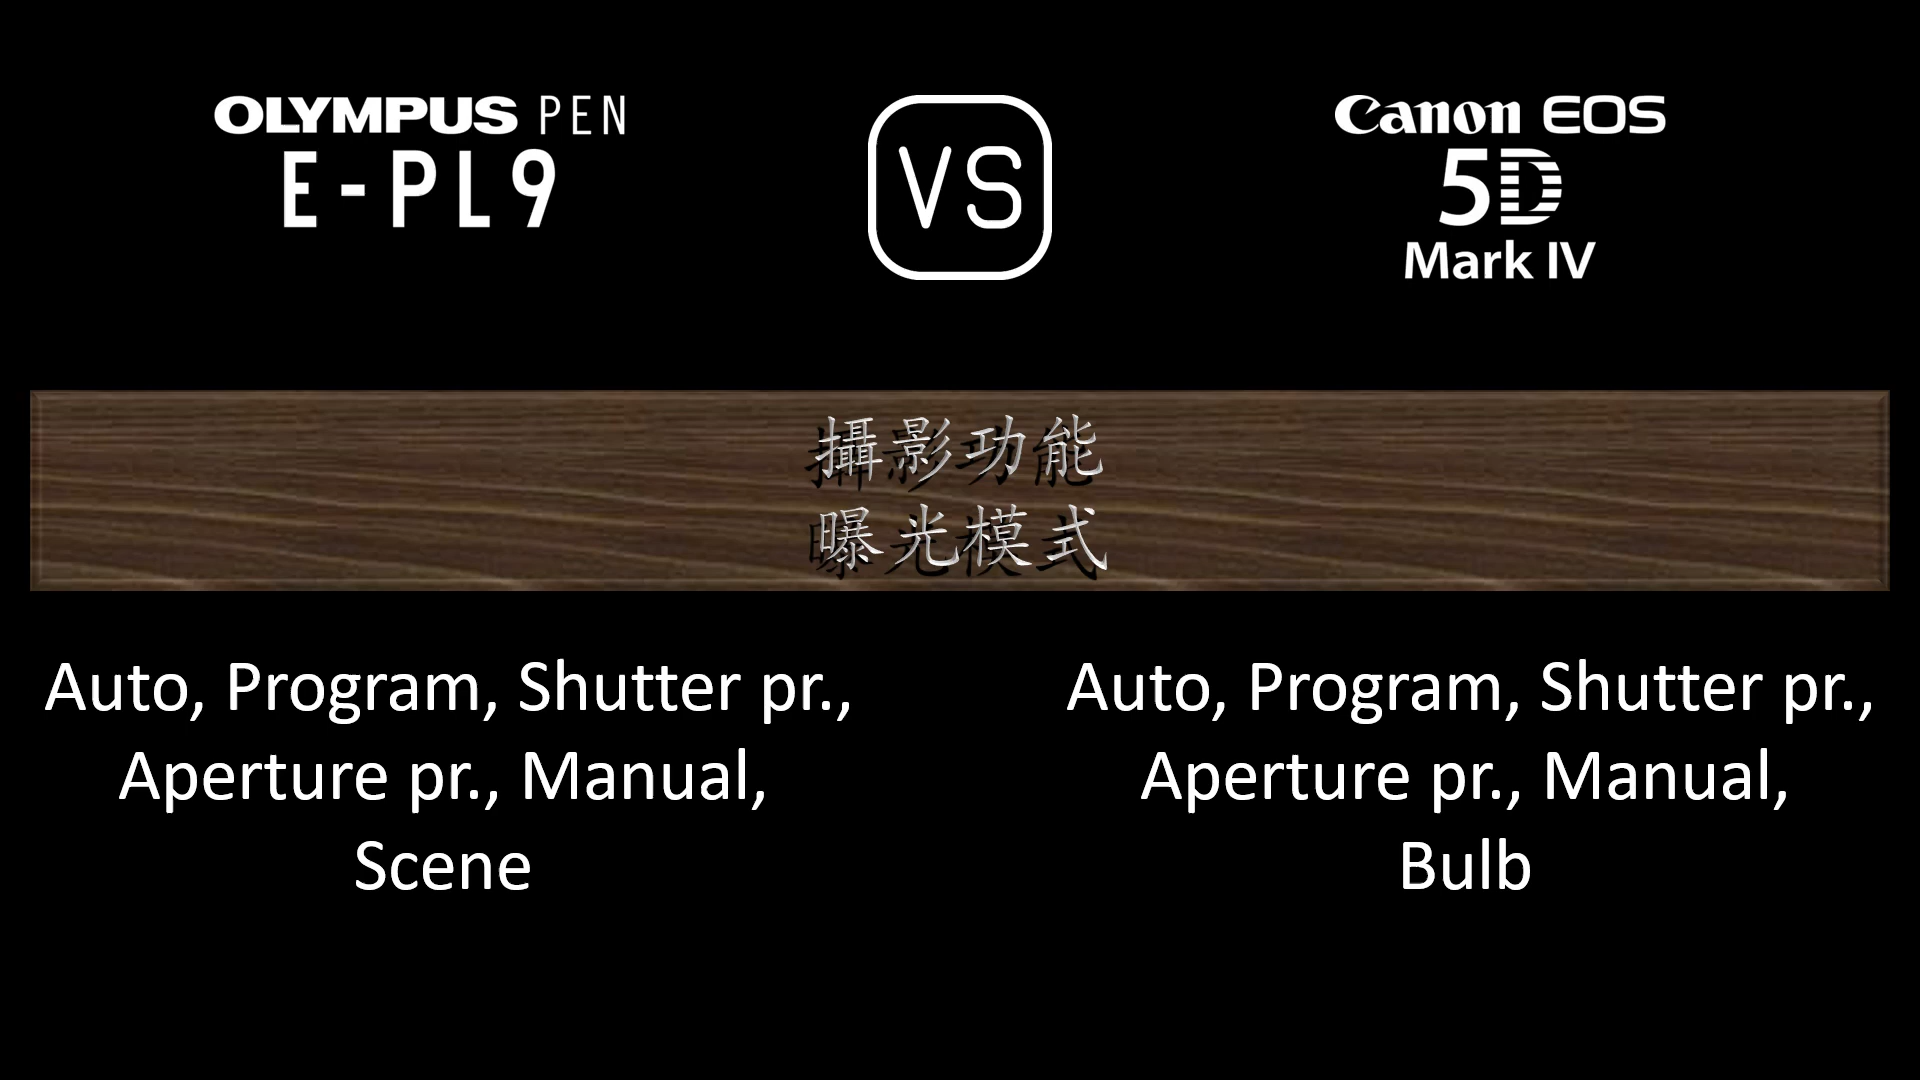 OLYMPUS PEN
E-PL9
VS
Canon EOS
5D
Mark IV
攝影功能
曝光模式
Auto, Program, Shutter pr.,
Aperture pr., Manual,
Scene
Auto, Program, Shutter pr.,
Aperture pr., Manual,
Bulb